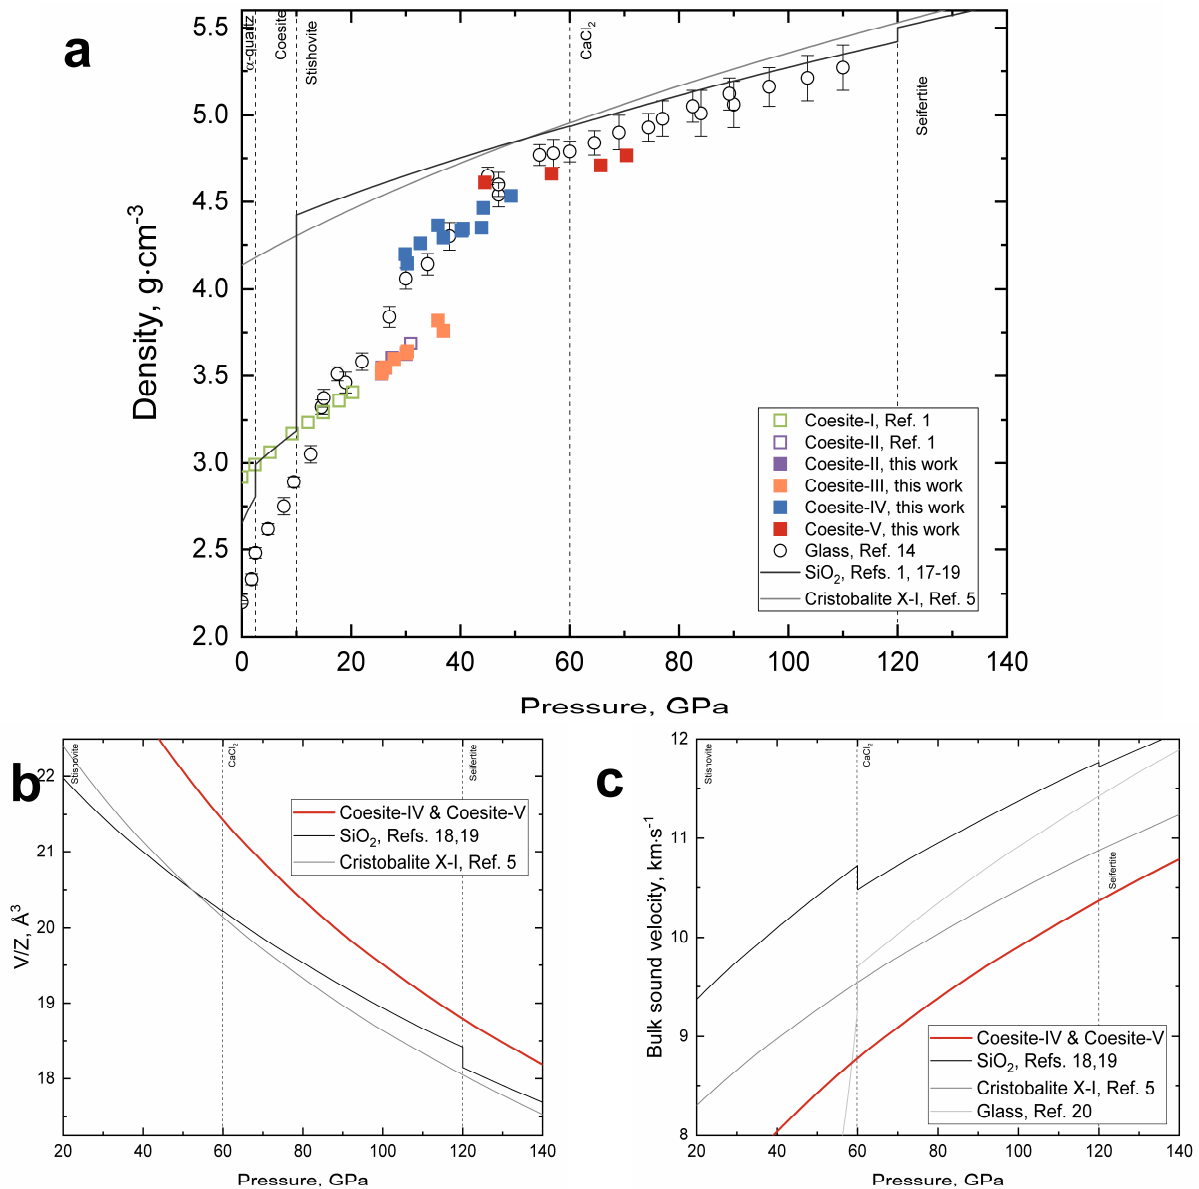 a
5.5
5.0
4.5
4.0
3.5
3.0
2.5
2.0
Density, g·cm-3
α-quartz
Coesite
Stishovite
CaCl2
Seifertite
Coesite-I, Ref. 1
Coesite-II, Ref. 1
Coesite-II, this work
Coesite-III, this work
Coesite-IV, this work
Coesite-V, this work
Glass, Ref. 14
SiO2, Refs. 1, 17-19
Cristobalite X-I, Ref. 5
0 20 40 60 80 100 120 140
Pressure, GPa
b
22
21
20
19
18
V/Z, Å3
Stishovite
CaCl2
Seifertite
Coesite-IV & Coesite-V
SiO2, Refs. 18,19
Cristobalite X-I, Ref. 5
20 40 60 80 100 120 140
Pressure, GPa
c
12
11
10
9
8
Bulk sound velocity, km·s-1
Stishovite
CaCl2
Seifertite
Coesite-IV & Coesite-V
SiO2, Refs. 18,19
Cristobalite X-I, Ref. 5
Glass, Ref. 20
20 40 60 80 100 120 140
Pressure, GPa